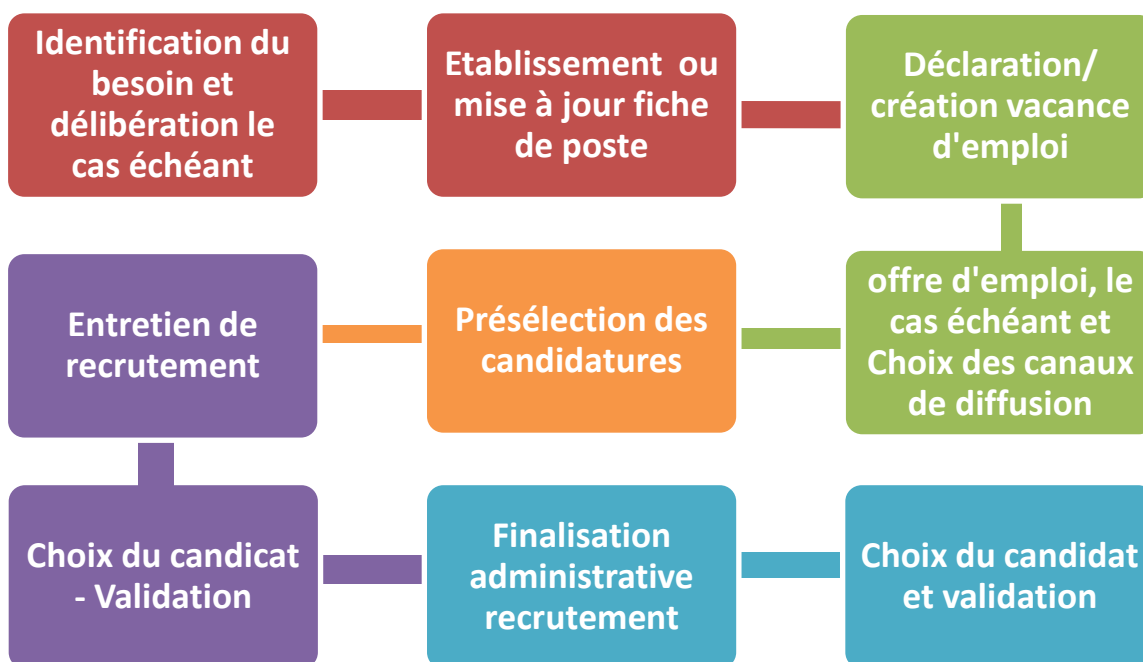 Identification du
besoin et
délibération le
cas échéant
Etablissement ou
mise à jour fiche
de poste
Déclaration/
création vacance
d'emploi
offre d'emploi, le
cas échéant et
Choix des canaux
de diffusion
Présélection des
candidatures
Entretien de
recrutement
Choix du candicat
- Validation
Finalisation
administrative
recrutement
Choix du candidat
et validation